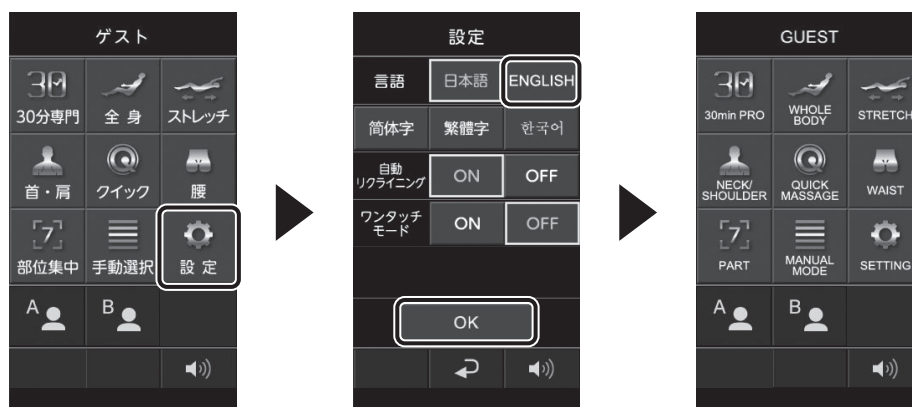 ゲスト
30
30分専門
全身
ストレッチ
首・肩
クイック
腰
7
部位集中
手動選択
設定
A
B
設定
言語
日本語
ENGLISH
简体字
繁體字
한국어
自動
リクライニング
ON
OFF
ワンタッチ
モード
ON
OFF
OK
GUEST
30
30min PRO
WHOLE
BODY
STRETCH
NECK/
SHOULDER
QUICK
MASSAGE
WAIST
7
PART
MANUAL
MODE
SETTING
A
B